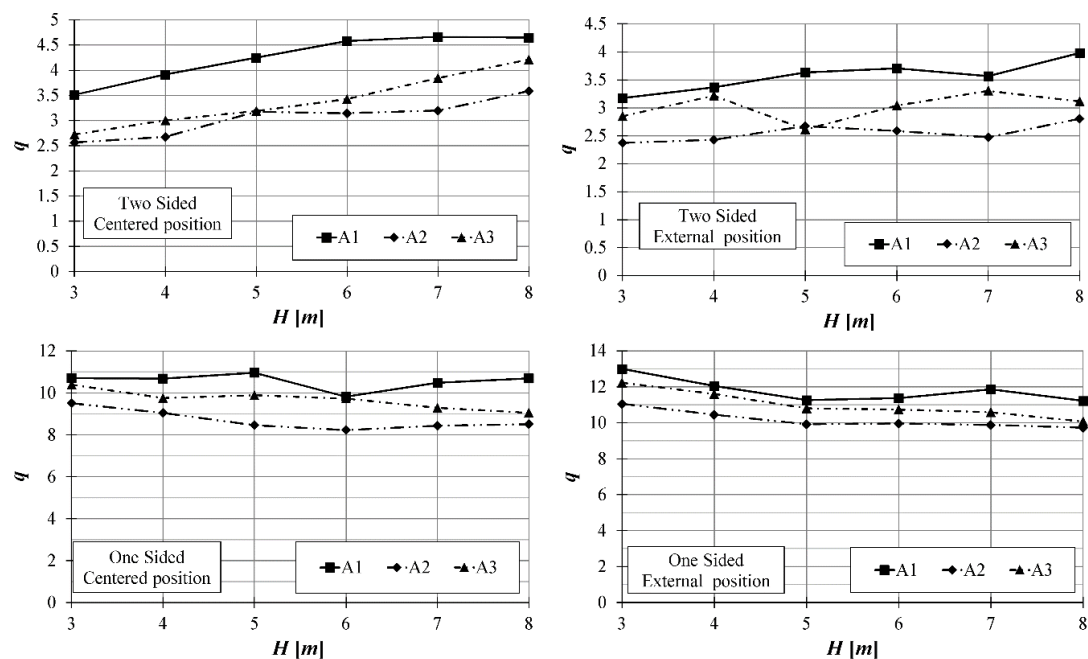 5
4.5
4
3.5
3
2.5
2
1.5
1
0.5
0
q
Two Sided
Centered position
A1 A2 A3
3 4 5 6 7 8
H [m]
5
4.5
4
3.5
3
2.5
2
1.5
1
0.5
0
q
Two Sided
External position
A1 A2 A3
3 4 5 6 7 8
H [m]
12
10
8
6
4
2
0
q
One Sided
Centered position
A1 A2 A3
3 4 5 6 7 8
H [m]
14
12
10
8
6
4
2
0
q
One Sided
External position
A1 A2 A3
3 4 5 6 7 8
H [m]